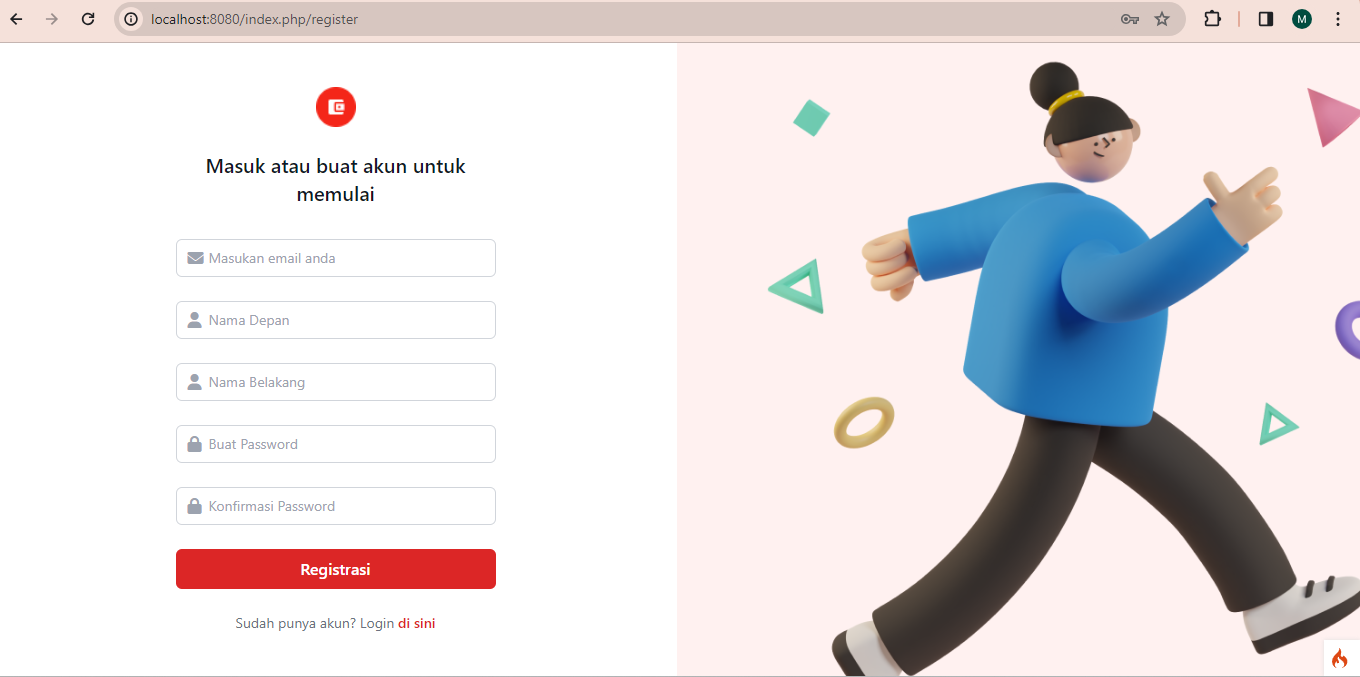 localhost:8080/index.php/register
M
Masuk atau buat akun untuk
memulai
Masukan email anda
Nama Depan
Nama Belakang
Buat Password
Konfirmasi Password
Registrasi
Sudah punya akun? Login di sini